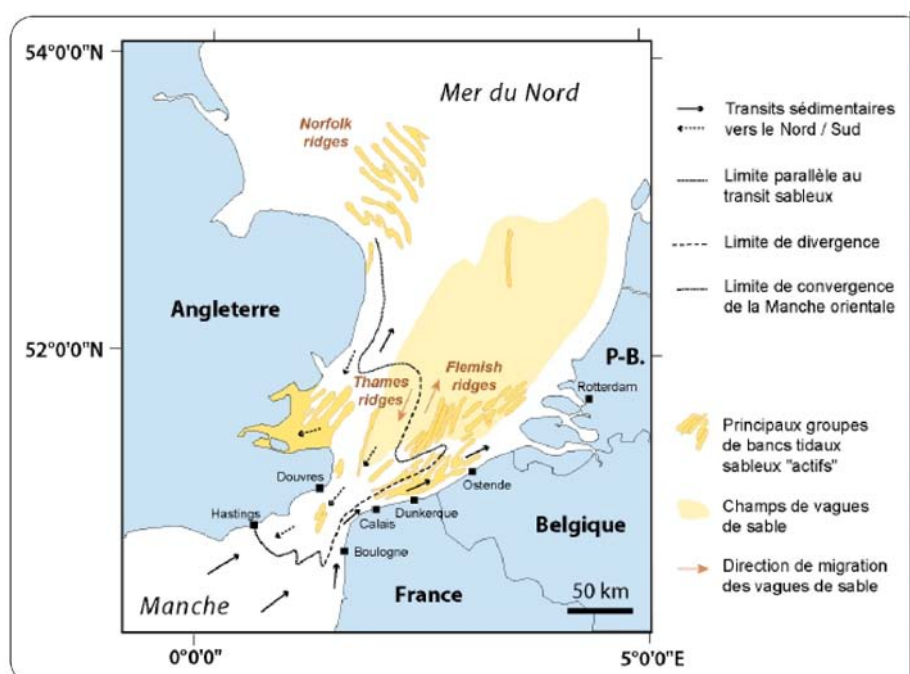 54°0'0"N
Mer du Nord
Norfolk
ridges
Angleterre
52°0'0"N
Thames
ridges
Flemish
ridges
P-B.
Rotterdam
Douvres
Ostende
Hastings
Calais
Dunkerque
Belgique
Boulogne
Manche
France
50 km
0°0'0"
5°0'0"E
Transits sédimentaires
vers le Nord / Sud
Limite parallèle au
transit sableux
Limite de divergence
Limite de convergence
de la Manche orientale
Principaux groupes
de bancs tidaux
sableux "actifs"
Champs de vagues
de sable
Direction de migration
des vagues de sable